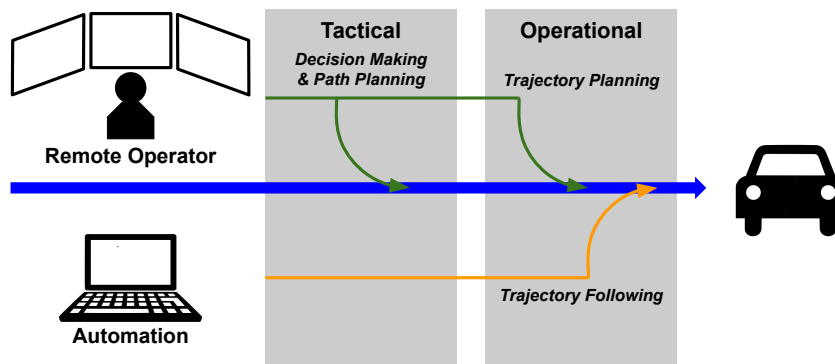 Tactical
Operational
Decision Making
& Path Planning
Trajectory Planning
Remote Operator
Trajectory Following
Automation